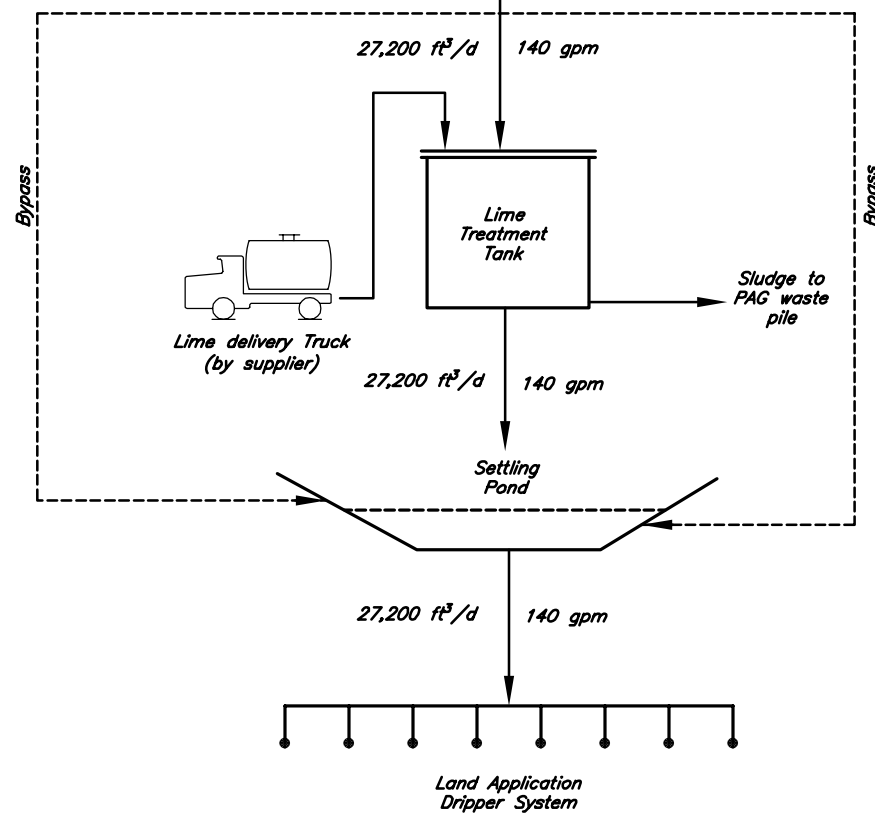 27,200 ft³/d 140 gpm
Bypass
Bypass
Lime
Treatment
Tank
Sludge to
PAG waste
pile
Lime delivery Truck
(by supplier)
27,200 ft³/d 140 gpm
Settling
Pond
27,200 ft³/d 140 gpm
Land Application
Dripper System